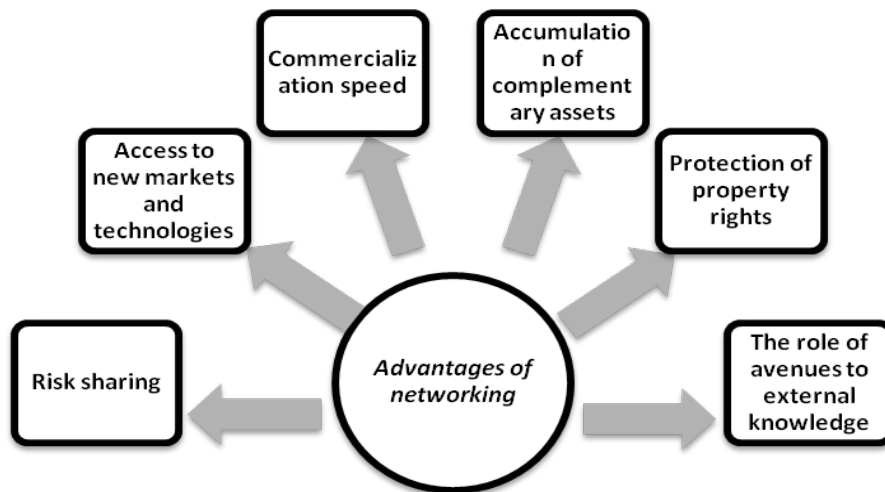 Commercializ
ation speed
Accumulatio
n of
complement
ary assets
Access to
new markets
and
technologies
Protection of
property
rights
Risk sharing
Advantages of
networking
The role of
avenues to
external
knowledge